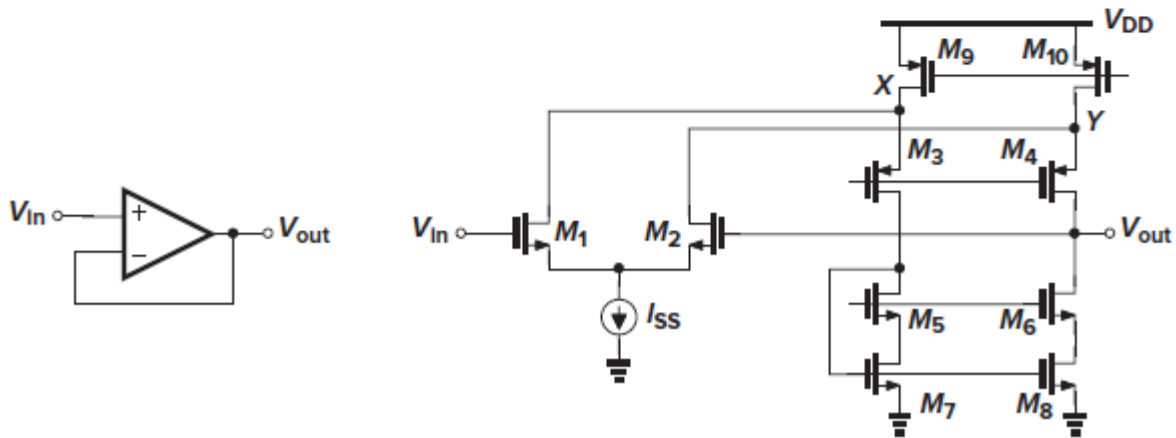 V_in + − V_out
V_DD
M_9 M_10
X Y
M_3 M_4
V_in M_1 M_2 V_out
I_SS
M_5 M_6
M_7 M_8